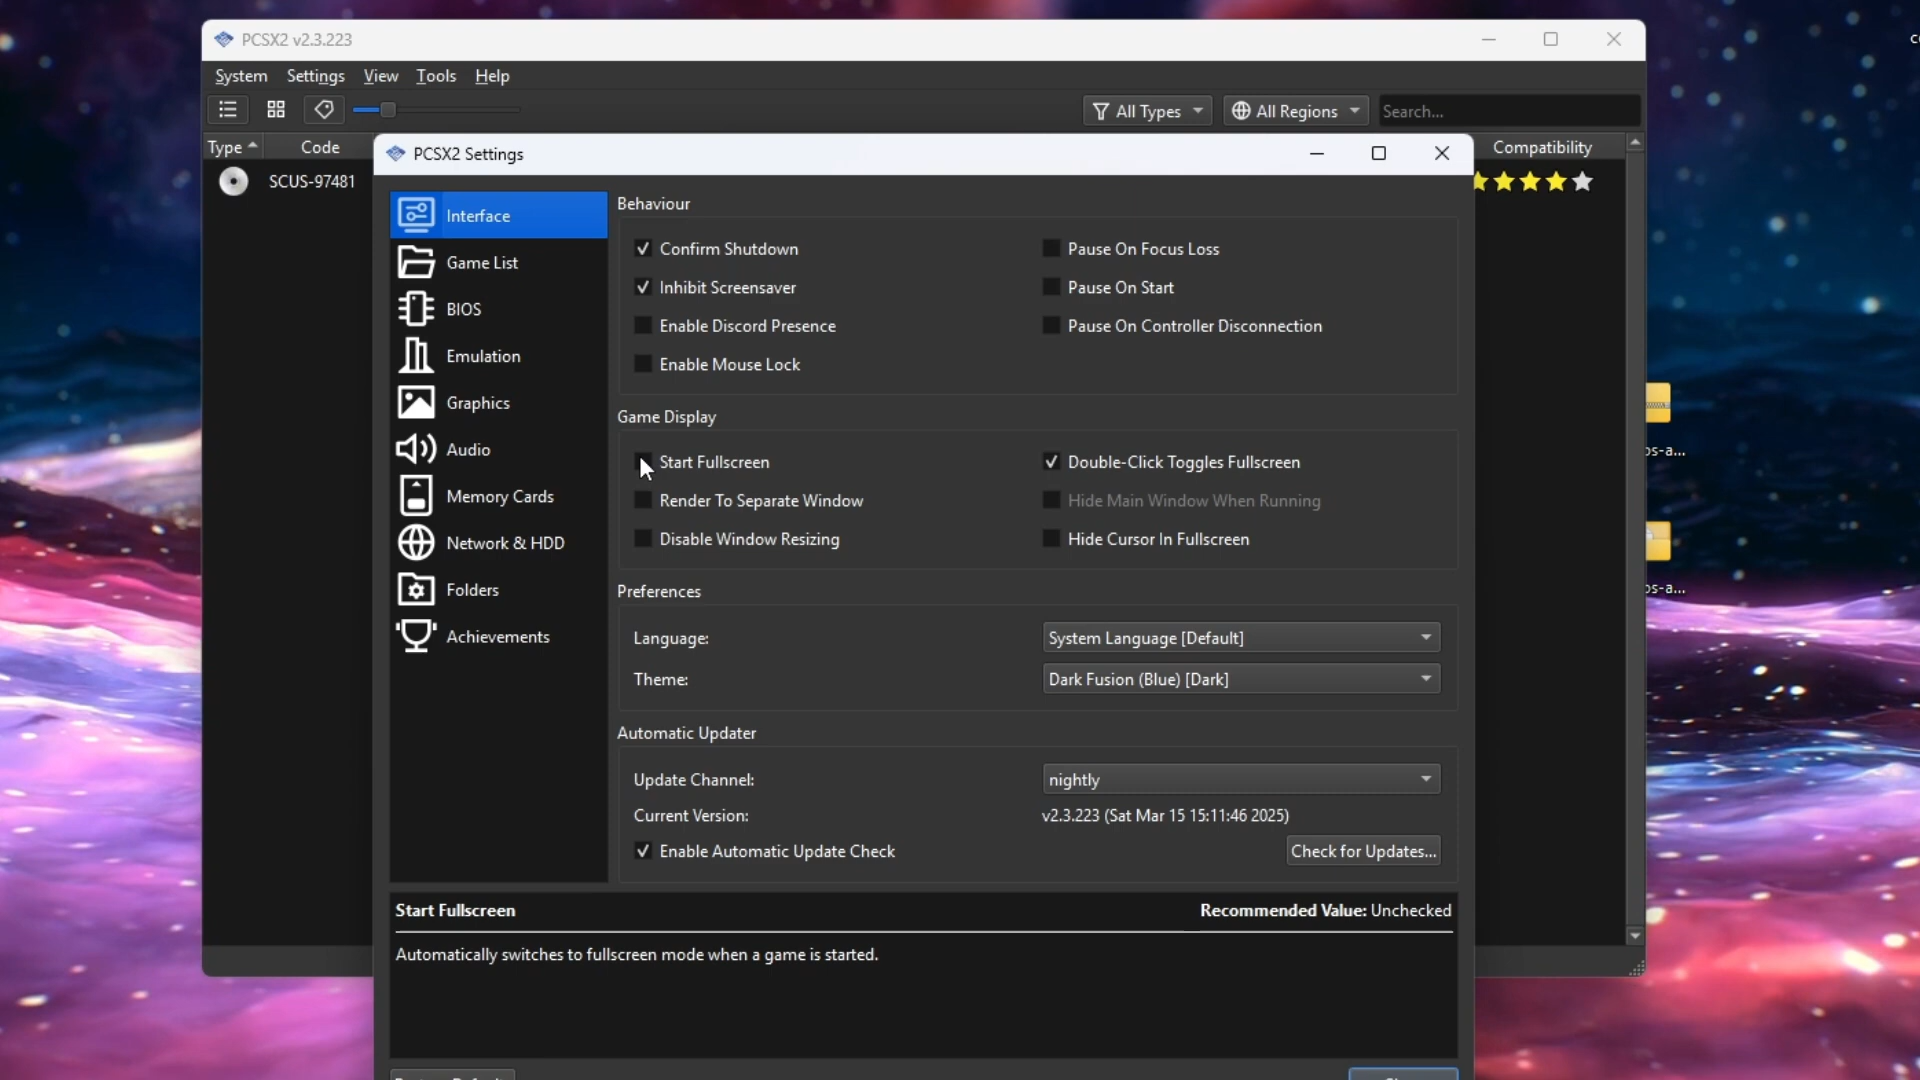 PCSX2 v2.3.223
System Settings View Tools Help
All Types All Regions Search...
Type Code Compatibility
SCUS-97481
PCSX2 Settings
Interface
Game List
BIOS
Emulation
Graphics
Audio
Memory Cards
Network & HDD
Folders
Achievements
Behaviour
Confirm Shutdown Pause On Focus Loss
Inhibit Screensaver Pause On Start
Enable Discord Presence Pause On Controller Disconnection
Enable Mouse Lock
Game Display
Start Fullscreen Double-Click Toggles Fullscreen
Render To Separate Window Hide Main Window When Running
Disable Window Resizing Hide Cursor In Fullscreen
Preferences
Language: System Language [Default]
Theme: Dark Fusion (Blue) [Dark]
Automatic Updater
Update Channel: nightly
Current Version: v2.3.223 (Sat Mar 15 15:11:46 2025)
Enable Automatic Update Check Check for Updates...
Start Fullscreen Recommended Value: Unchecked
Automatically switches to fullscreen mode when a game is started.